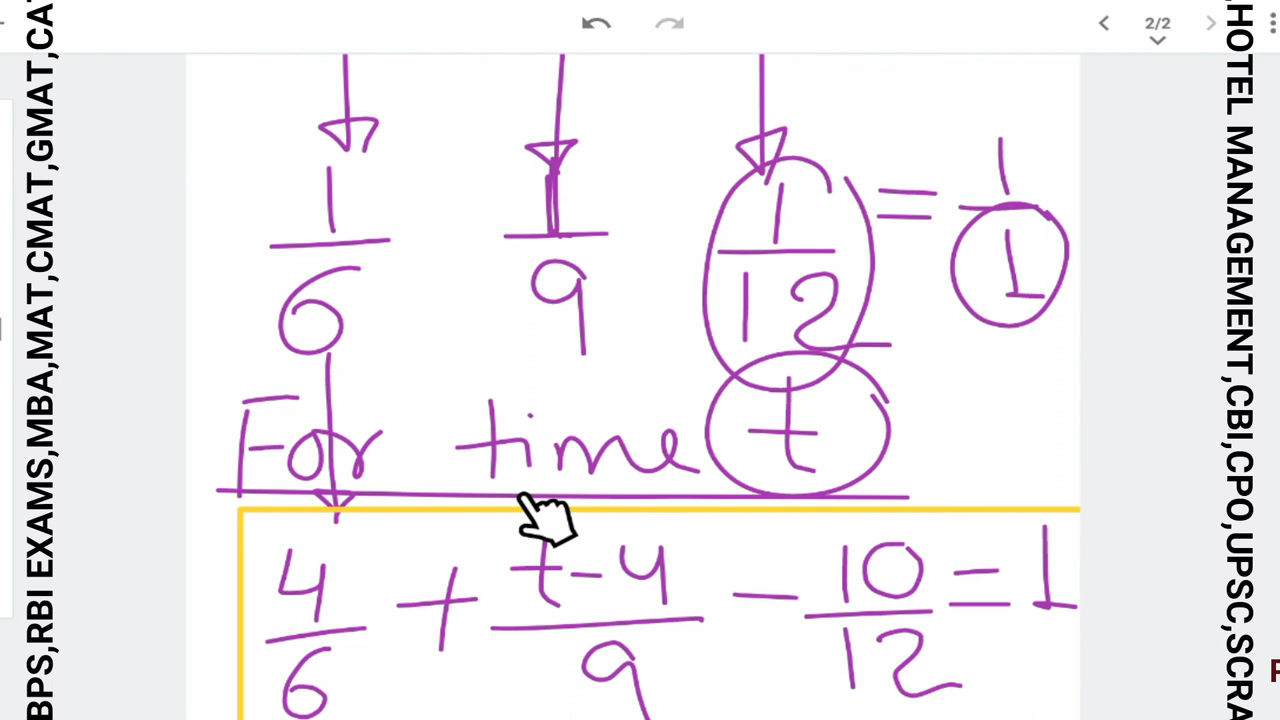 2/2
1/6 1/9 1/12 = 1/1
For time t
4/6 + t-4/9 - 10/12 = 1
BPS,RBI EXAMS,MBA,MAT,CMAT,GMAT,CA
,HOTEL MANAGEMENT,CBI,CPO,UPSC,SCRA